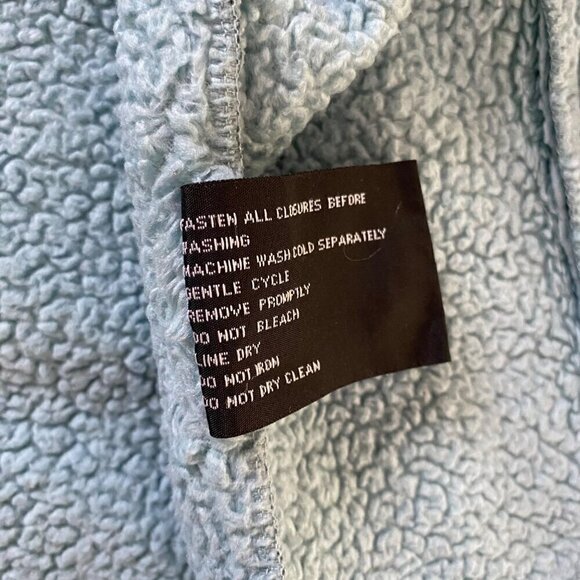 FASTEN ALL CLOSURES BEFORE
WASHING
MACHINE WASH COLD SEPARATELY
GENTLE CYCLE
REMOVE PROMPTLY
DO NOT BLEACH
LINE DRY
DO NOT IRON
DO NOT DRY CLEAN